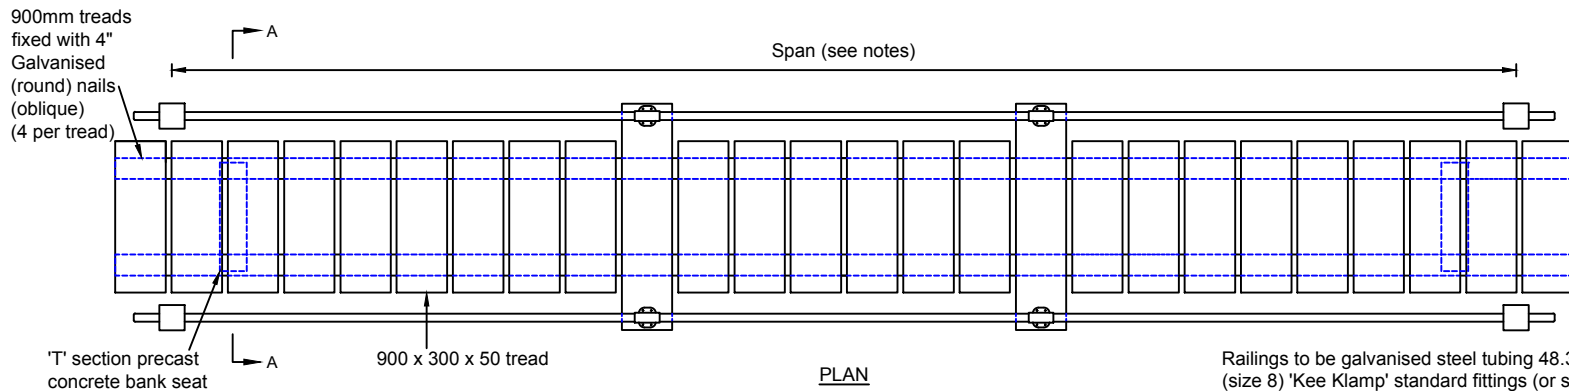 900mm treads
fixed with 4"
Galvanised
(round) nails
(oblique)
(4 per tread)
A
Span (see notes)
'T' section precast
concrete bank seat
A
900 x 300 x 50 tread
PLAN
Railings to be galvanised steel tubing 48.3
(size 8) 'Kee Klamp' standard fittings (or s